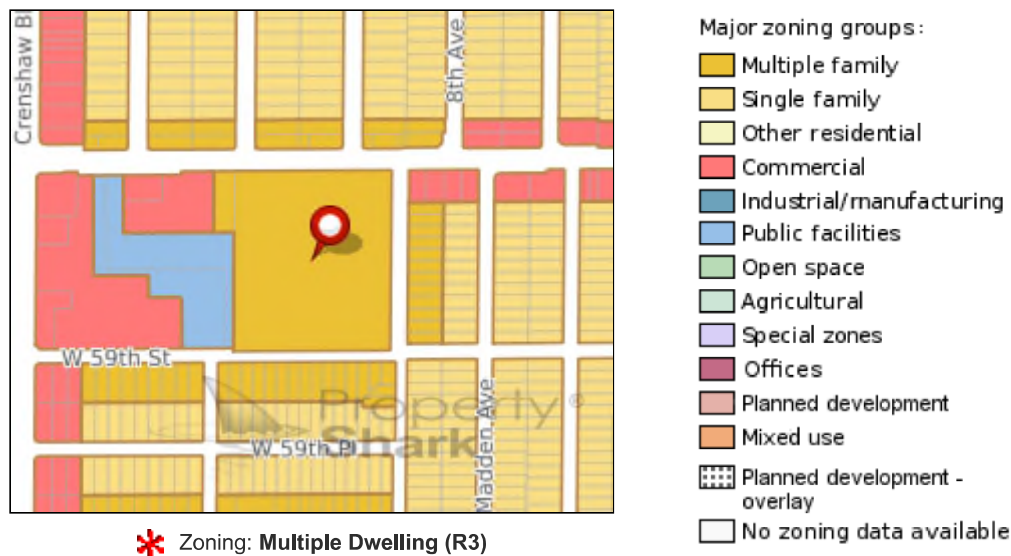 Crenshaw Bl
8th Ave
W 59th St
W 59th Pl
Madden Ave
Property®
Shark
Zoning: Multiple Dwelling (R3)
Major zoning groups:
Multiple family
Single family
Other residential
Commercial
Industrial/manufacturing
Public facilities
Open space
Agricultural
Special zones
Offices
Planned development
Mixed use
Planned development -
overlay
No zoning data available